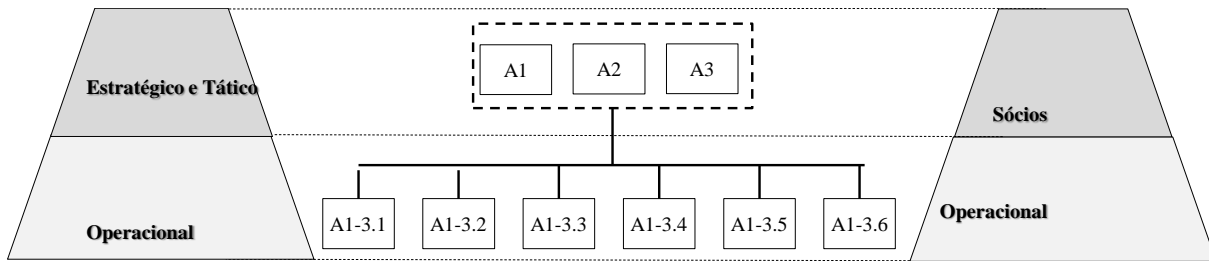 A1 A2 A3
Estratégico e Tático
Sócios
A1-3.1 A1-3.2 A1-3.3 A1-3.4 A1-3.5 A1-3.6
Operacional
Operacional